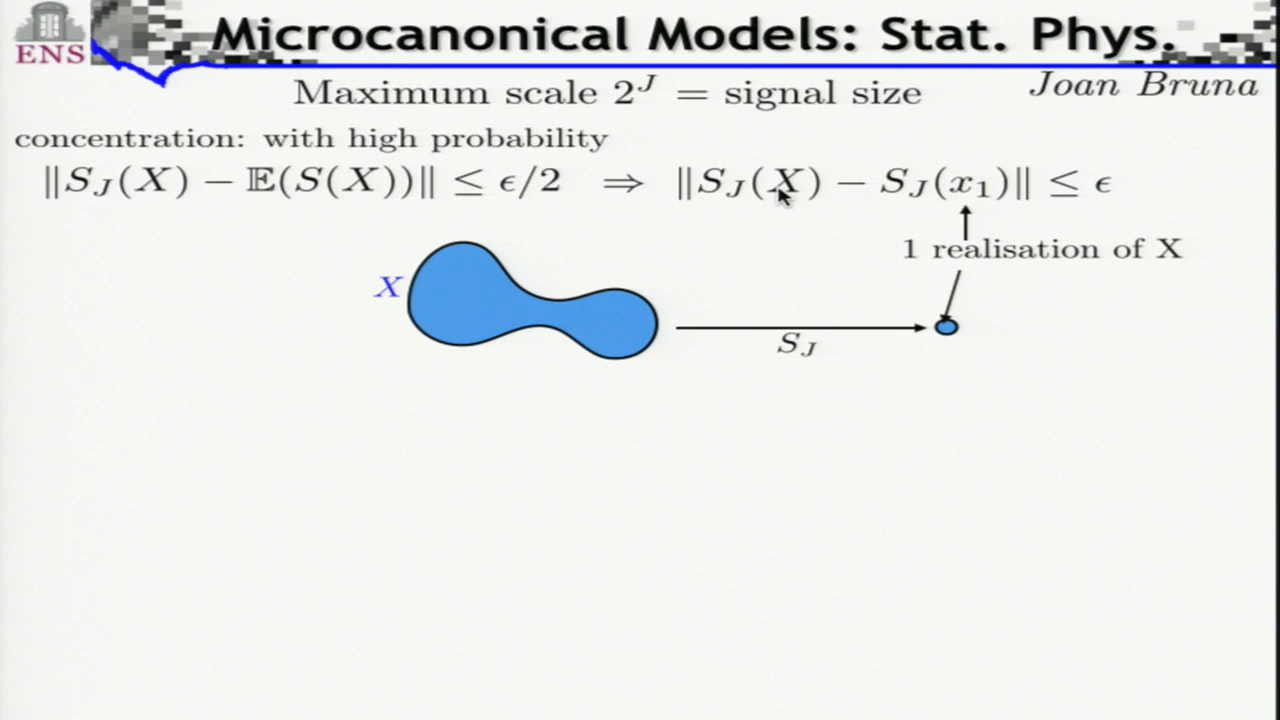 Microcanonical Models: Stat. Phys.
ENS
Maximum scale 2^J = signal size
Joan Bruna
concentration: with high probability
‖S_J(X) − 𝔼(S(X))‖ ≤ ϵ/2 ⇒ ‖S_J(X) − S_J(x_1)‖ ≤ ϵ
1 realisation of X
X
S_J